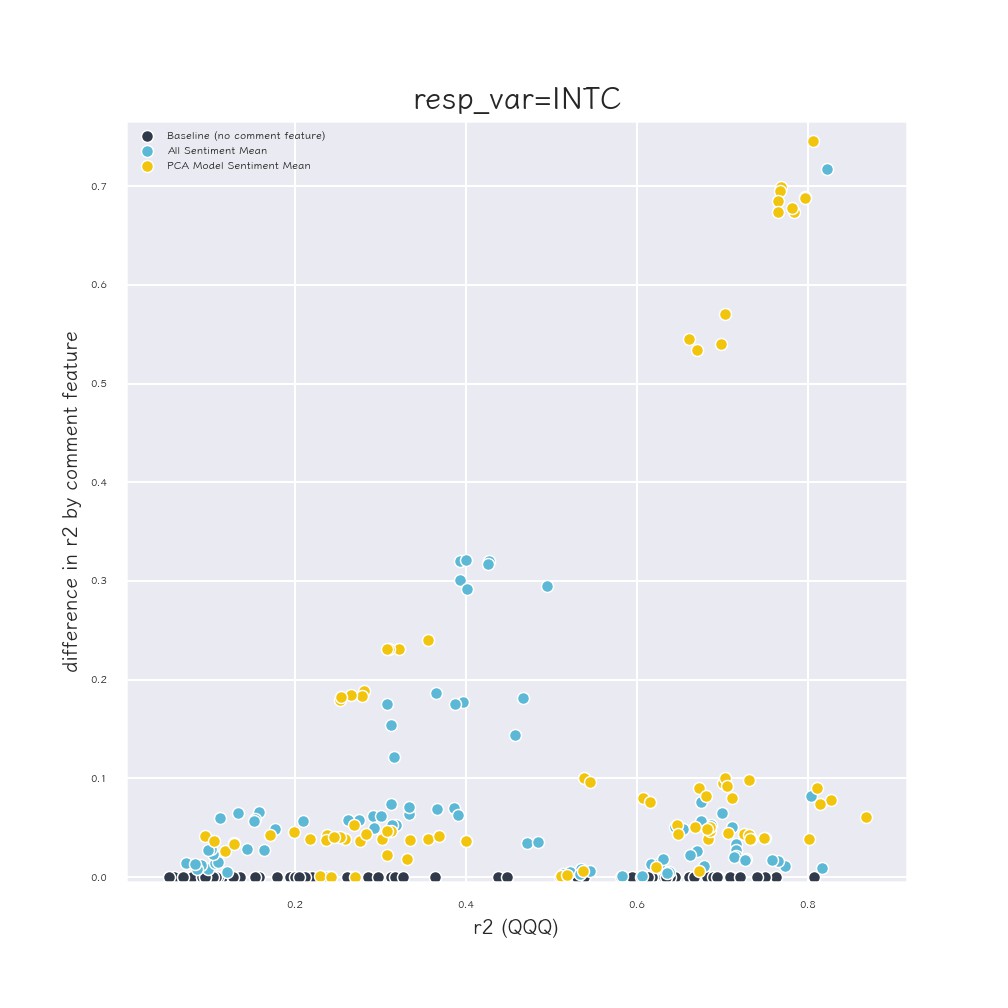 resp_var=INTC
Baseline (no comment feature)
All Sentiment Mean
PCA Model Sentiment Mean
difference in r2 by comment feature
0.7
0.6
0.5
0.4
0.3
0.2
0.1
0.0
0.2 0.4 0.6 0.8
r2 (QQQ)